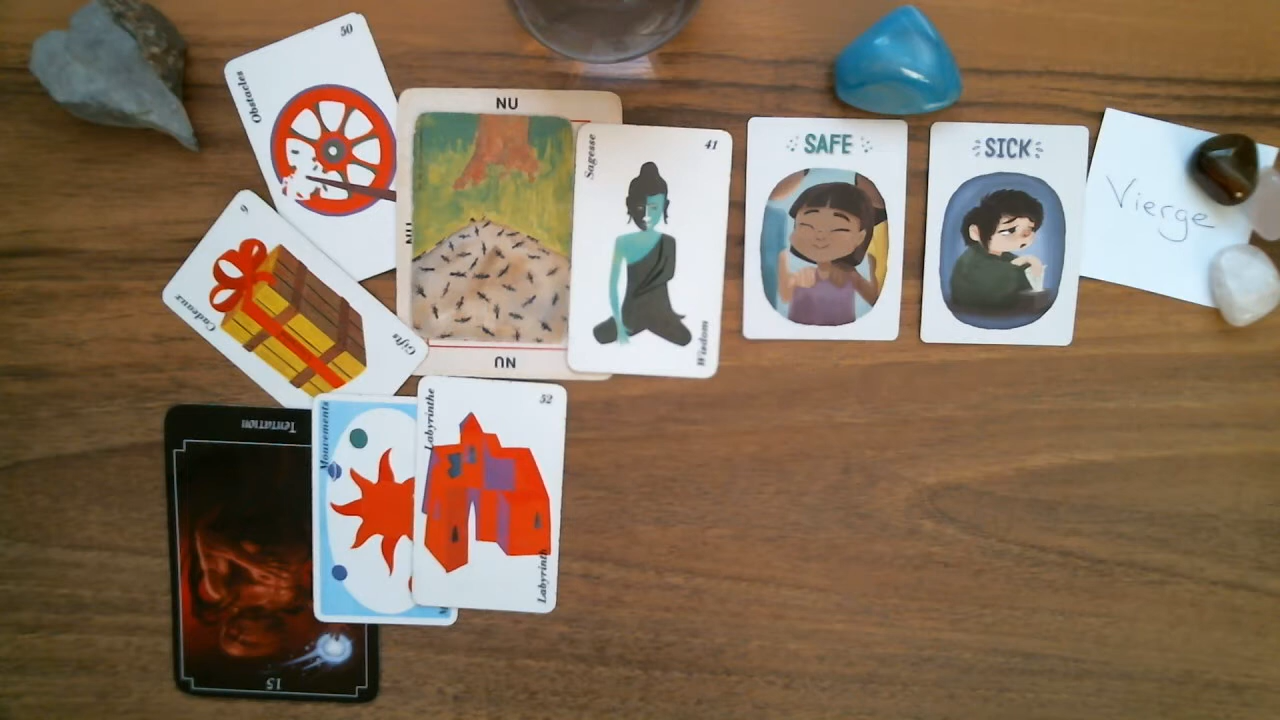 50
Obstacles
NU
NU
NU
Sagesse
41
Wisdom
SAFE
SICK
Vierge
9
Cadeaux
Gifts
Tentation
15
Mouvements
M
Labyrinthe
52
Labyrinth